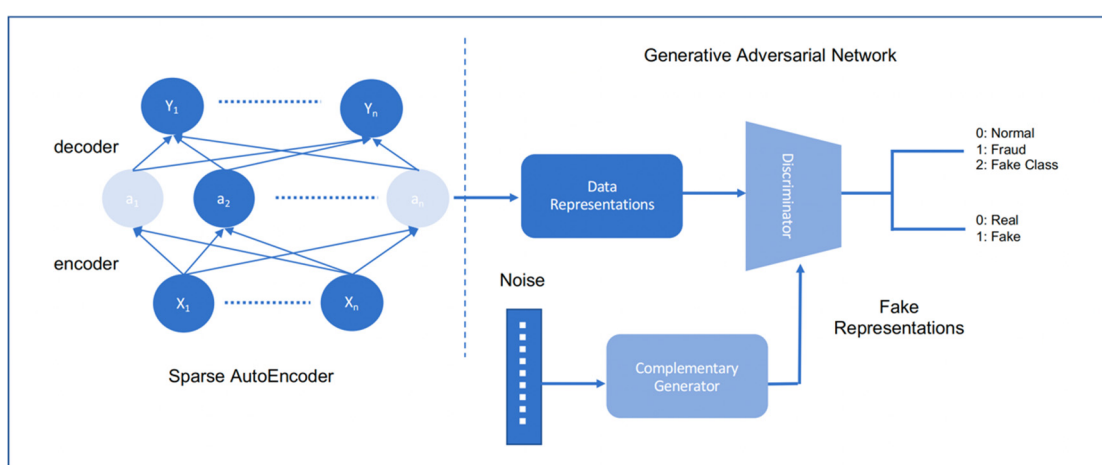 Generative Adversarial Network
Y1
Yn
decoder
a1
a2
an
encoder
X1
Xn
Sparse AutoEncoder
Data
Representations
Discriminator
0: Normal
1: Fraud
2: Fake Class
0: Real
1: Fake
Noise
Complementary
Generator
Fake
Representations